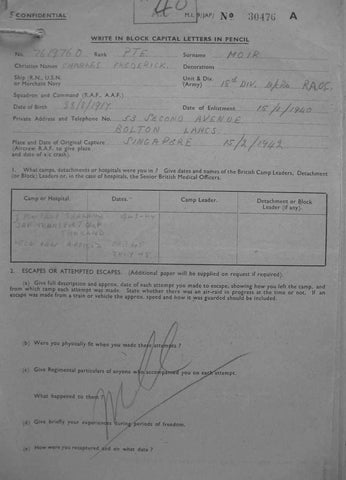 40
CONFIDENTIAL
M.I. 9/JAP/ No 30476 A
WRITE IN BLOCK CAPITAL LETTERS IN PENCIL
No. 7619760 Rank PTE Surname MOIR
Christian Names CHARLES FREDERICK Decorations
Ship (R.N., U.S.N. or Merchant Navy) Unit & Div. (Army) 18th DIV. RAOC.
Squadron and Command (R.A.F., A.A.F.)
Date of Birth Date of Enlistment 15/2/1940
Private Address and Telephone No. 53 SECOND AVENUE
BOLTON LANCS.
Place and Date of Original Capture SINGAPORE 15/2/1942
(Aircrew R.A.F. to give place and date of a/c crash).
1. What camps, detachments or hospitals were you in? Give dates and names of the British Camp Leaders, Detachment
(or Block) Leaders or, in the case of hospitals, the Senior British Medical Officers.
Camp or Hospital. Dates. Camp Leader. Detachment or Block Leader (if any).
2. ESCAPES OR ATTEMPTED ESCAPES. (Additional paper will be supplied on request if required).
(a) Give full description and approx. date of each attempt you made to escape, showing how you left the camp, and
from which camp each attempt was made. State whether there was an air-raid in progress at the time or not. If an
escape was made from a train or vehicle the approx. speed and how it was guarded should be included.
(b) Were you physically fit when you made these attempts?
(c) Give Regimental particulars of anyone who accompanied you on each attempt.
What happened to them?
Nil
(d) Give briefly your experiences during periods of freedom.
(e) How were you recaptured and on what date?